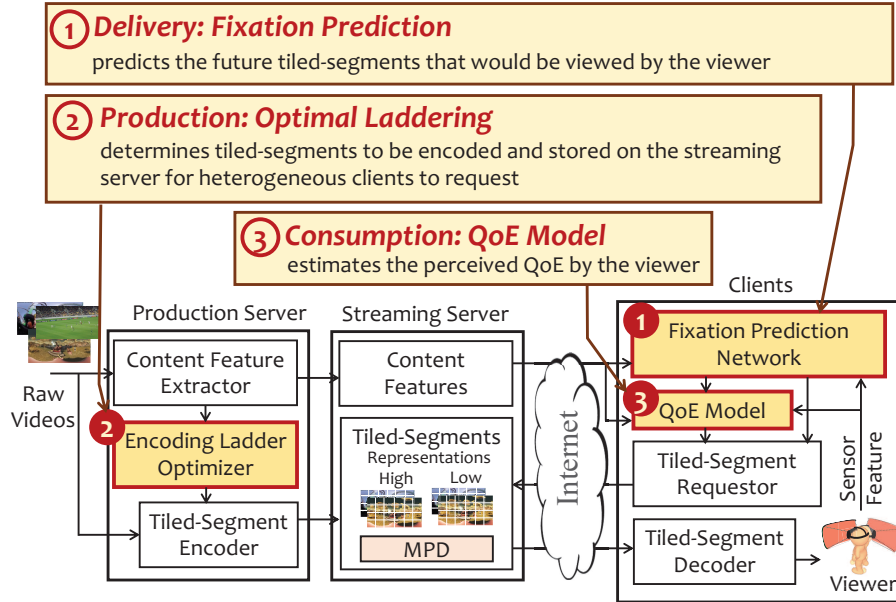 1 Delivery: Fixation Prediction
predicts the future tiled-segments that would be viewed by the viewer
2 Production: Optimal Laddering
determines tiled-segments to be encoded and stored on the streaming
server for heterogeneous clients to request
3 Consumption: QoE Model
estimates the perceived QoE by the viewer
Raw
Videos
Production Server
Content Feature
Extractor
2
Encoding Ladder
Optimizer
Tiled-Segment
Encoder
Streaming Server
Content
Features
Tiled-Segments
Representations
High Low
MPD
Internet
Clients
1
Fixation Prediction
Network
3
QoE Model
Tiled-Segment
Requestor
Tiled-Segment
Decoder
Sensor
Feature
Viewer